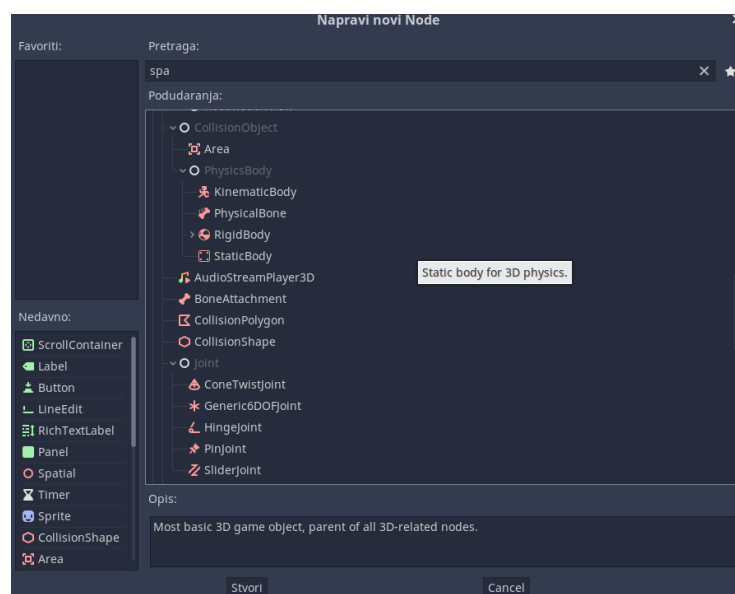 Napravi novi Node
Favoriti:
Pretraga:
spa
Podudaranja:
CollisionObject
Area
PhysicsBody
KinematicBody
PhysicalBone
RigidBody
StaticBody
Static body for 3D physics.
AudioStreamPlayer3D
BoneAttachment
CollisionPolygon
CollisionShape
Joint
ConeTwistJoint
Generic6DOFJoint
HingeJoint
PinJoint
SliderJoint
Nedavno:
ScrollContainer
Label
Button
LineEdit
RichTextLabel
Panel
Spatial
Timer
Sprite
CollisionShape
Area
Opis:
Most basic 3D game object, parent of all 3D-related nodes.
Stvori
Cancel